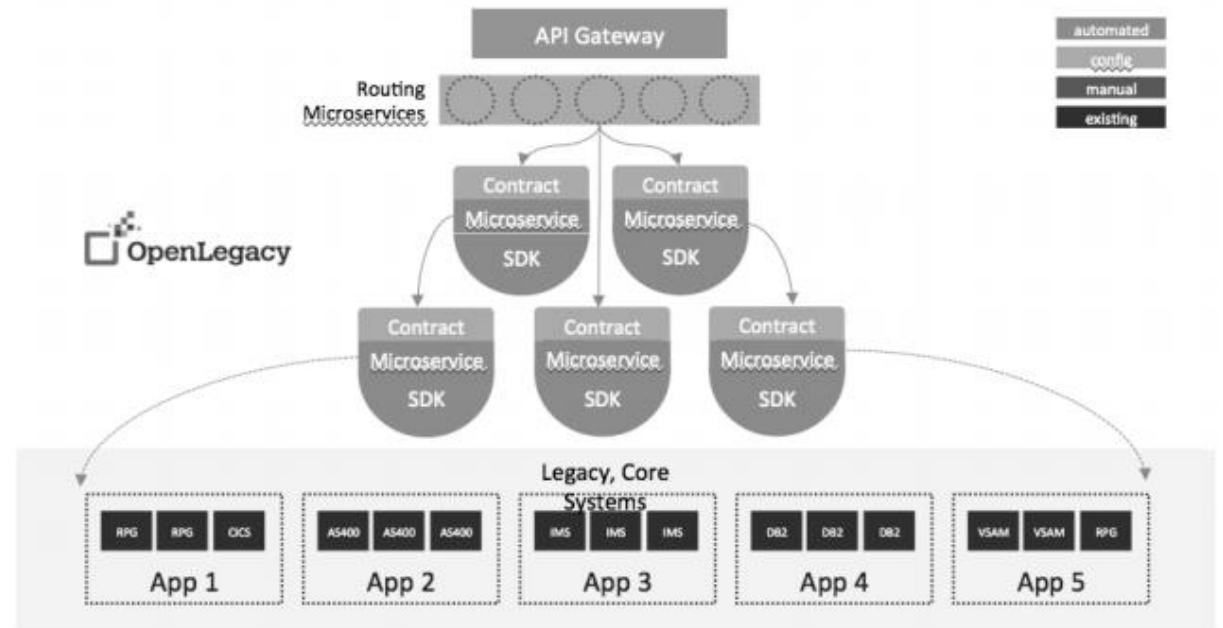 API Gateway
automated
config
manual
existing
Routing
Microservices
Contract
Microservice
SDK
Contract
Microservice
SDK
OpenLegacy
Contract
Microservice
SDK
Contract
Microservice
SDK
Contract
Microservice
SDK
Legacy, Core
Systems
RPG RPG CICS
App 1
AS400 AS400 AS400
App 2
IMS IMS IMS
App 3
DB2 DB2 DB2
App 4
VSAM VSAM RPG
App 5